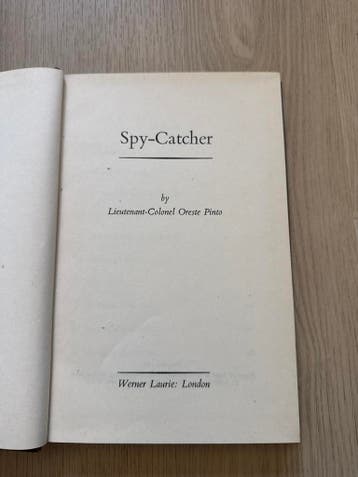 Spy-Catcher
by
Lieutenant-Colonel Oreste Pinto
Werner Laurie: London